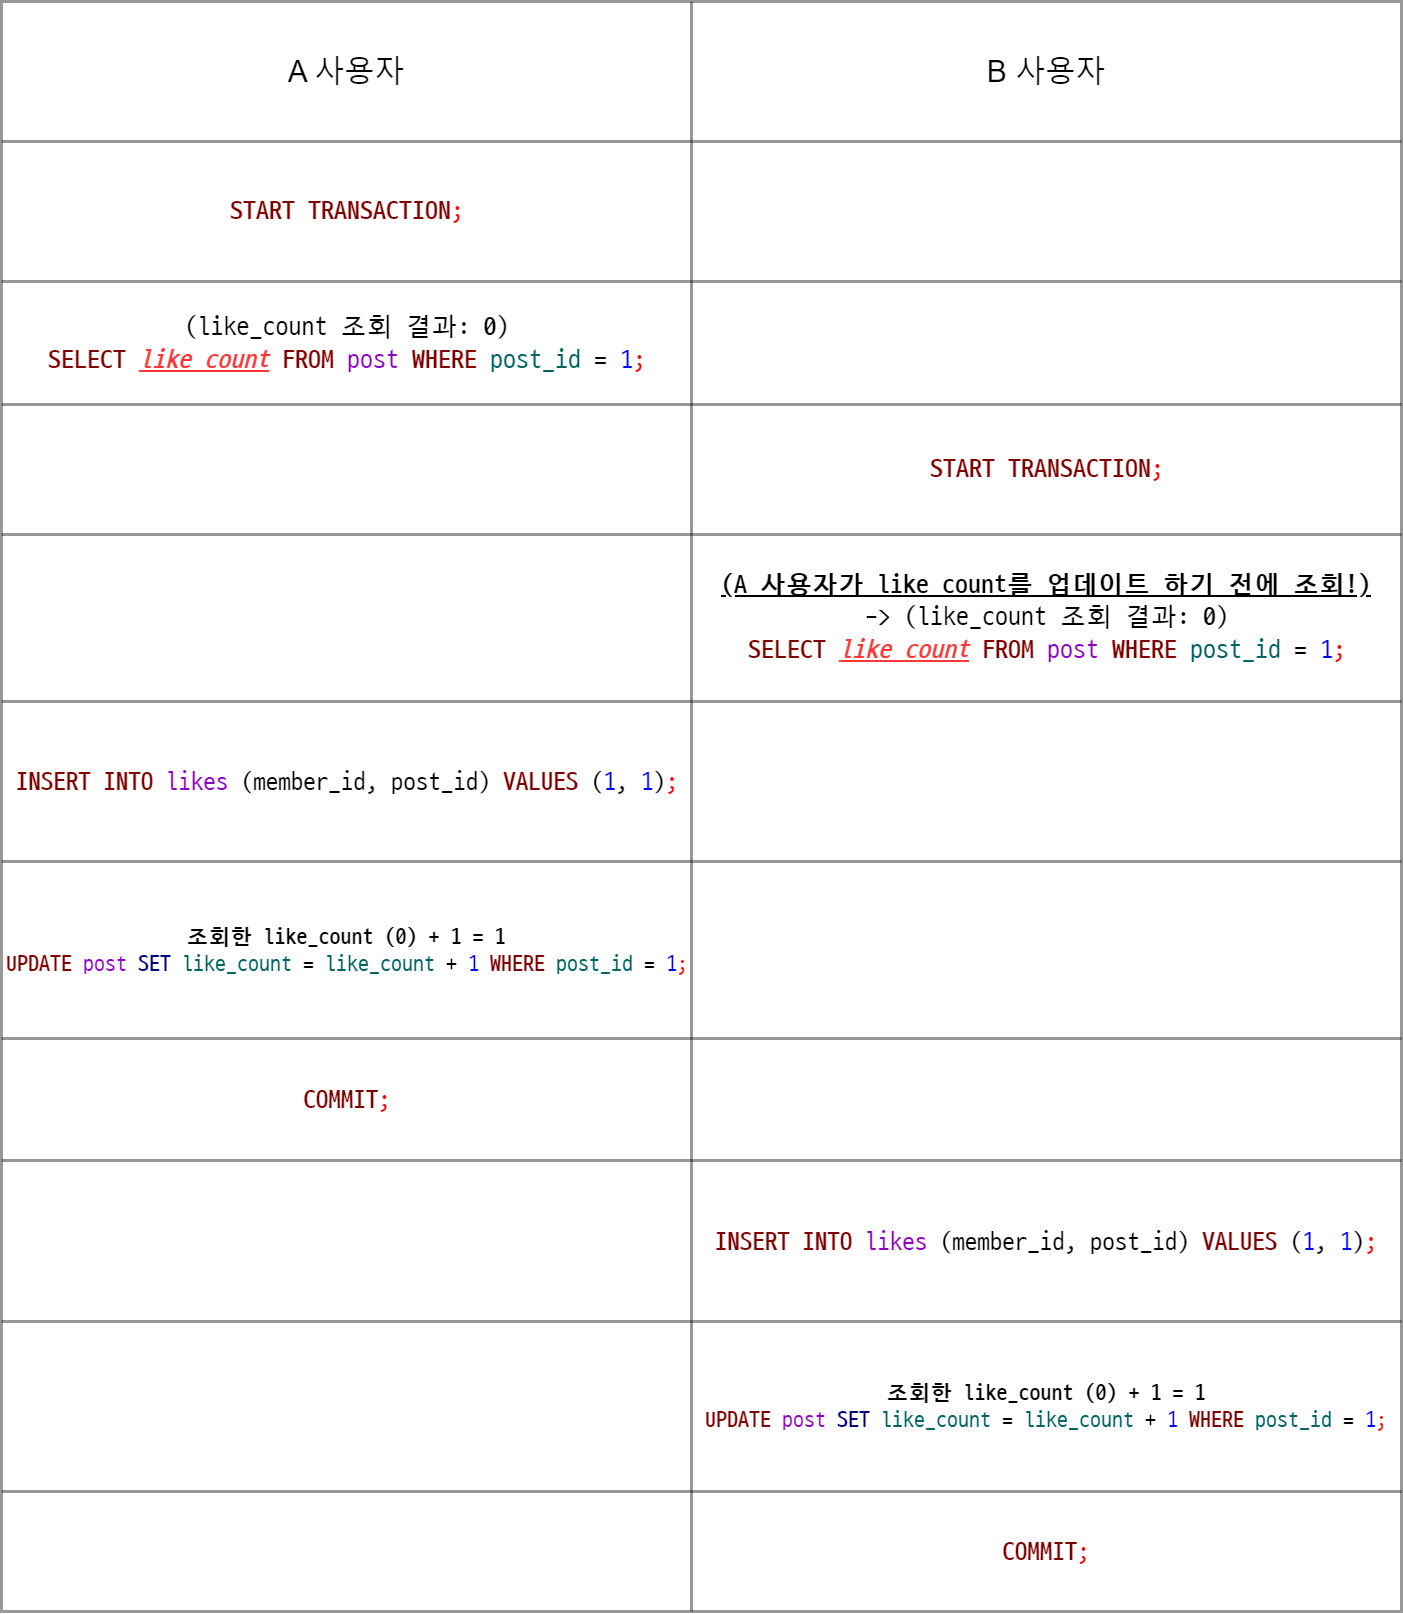 A 사용자
B 사용자
START TRANSACTION;
(like_count 조회 결과: 0)
SELECT like_count FROM post WHERE post_id = 1;
START TRANSACTION;
(A 사용자가 like_count를 업데이트 하기 전에 조회!)
-> (like_count 조회 결과: 0)
SELECT like_count FROM post WHERE post_id = 1;
INSERT INTO likes (member_id, post_id) VALUES (1, 1);
조회한 like_count (0) + 1 = 1
UPDATE post SET like_count = like_count + 1 WHERE post_id = 1;
COMMIT;
INSERT INTO likes (member_id, post_id) VALUES (1, 1);
조회한 like_count (0) + 1 = 1
UPDATE post SET like_count = like_count + 1 WHERE post_id = 1;
COMMIT;